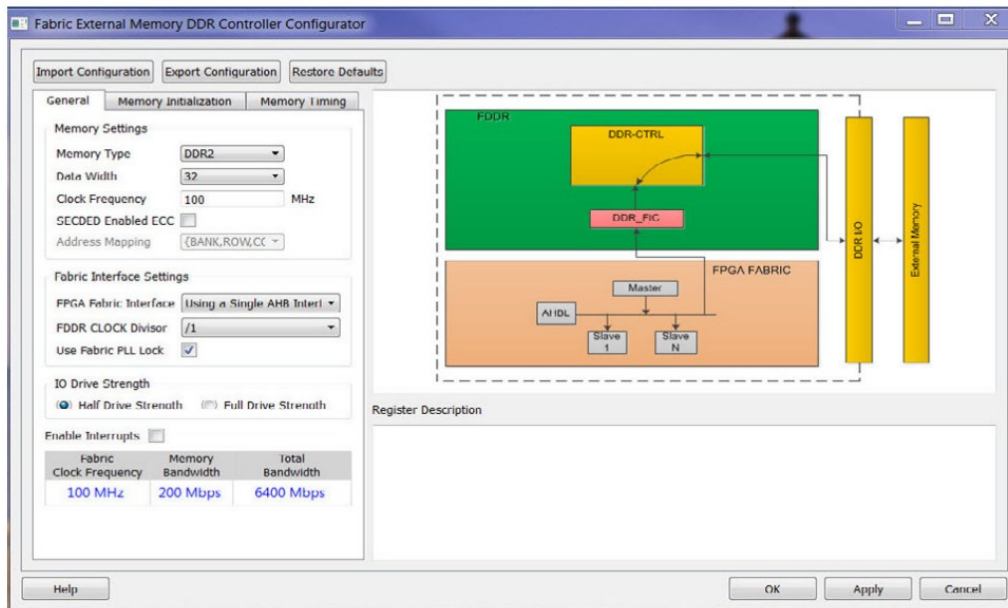 Fabric External Memory DDR Controller Configurator
Import Configuration Export Configuration Restore Defaults
General Memory Initialization Memory Timing
Memory Settings
Memory Type DDR2
Data Width 32
Clock Frequency 100 MHz
SECDED Enabled ECC
Address Mapping {BANK,ROW,CC
Fabric Interface Settings
FPGA Fabric Interface Using a Single AHB Interf
FDDR CLOCK Divisor /1
Use Fabric PLL Lock
IO Drive Strength
Half Drive Strength Full Drive Strength
Enable Interrupts
Fabric Clock Frequency Memory Bandwidth Total Bandwidth
100 MHz 200 Mbps 6400 Mbps
FDDR
DDR-CTRL
DDR_FIC
FPGA FABRIC
Master
AHBL
Slave 1
Slave N
DDR I/O
External Memory
Register Description
Help OK Apply Cancel